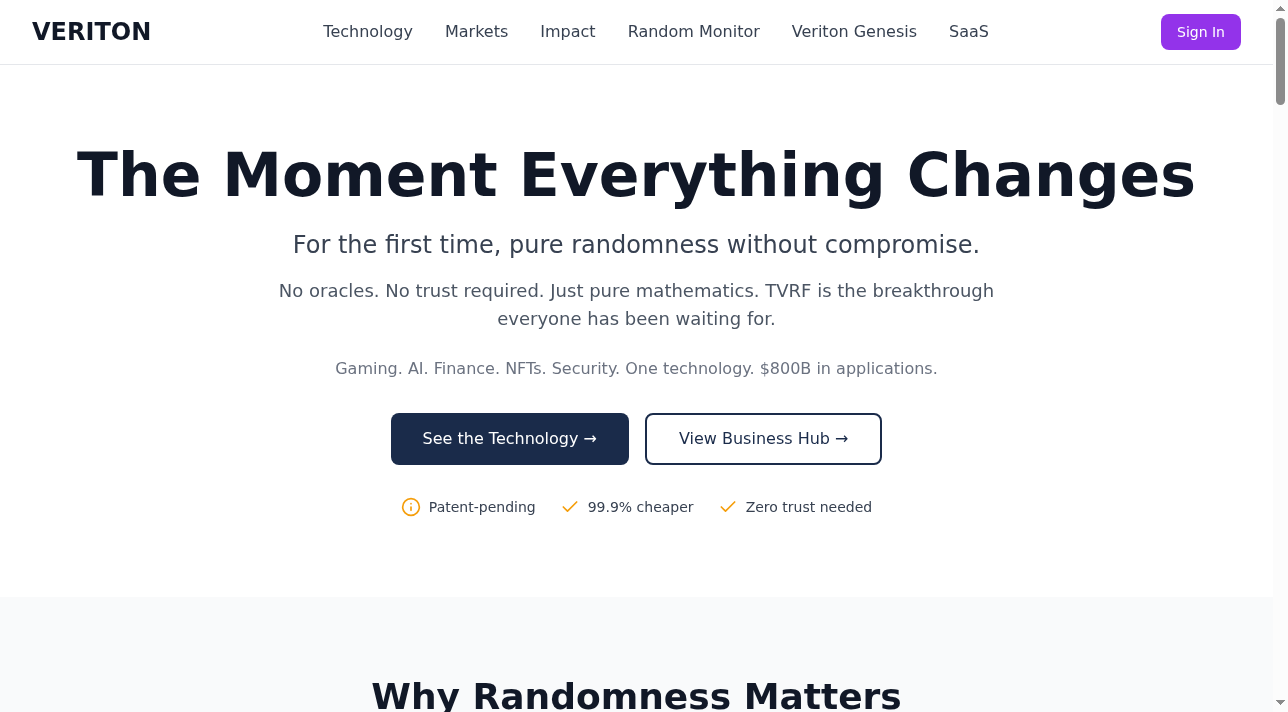 VERITON
Technology
Markets
Impact
Random Monitor
Veriton Genesis
SaaS
Sign In
The Moment Everything Changes
For the first time, pure randomness without compromise.
No oracles. No trust required. Just pure mathematics. TVRF is the breakthrough
everyone has been waiting for.
Gaming. AI. Finance. NFTs. Security. One technology. $800B in applications.
See the Technology →
View Business Hub →
Patent-pending
99.9% cheaper
Zero trust needed
Why Randomness Matters